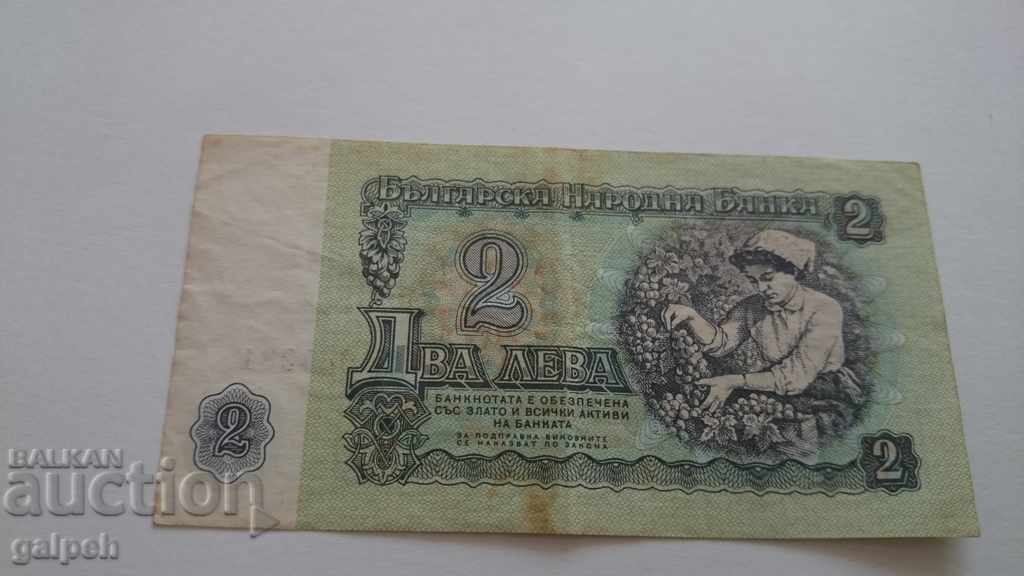 Българска Народна Банка
2
2
Два лева
БАНКНОТАТА Е ОБЕЗПЕЧЕНА
СЪС ЗЛАТО И ВСИЧКИ АКТИВИ
НА БАНКАТА
ЗА ПОДПРАВКА ВИНОВНИТЕ
СЕ НАКАЗВАТ ПО ЗАКОНА
2
2
BALKAN
auction
galpeh